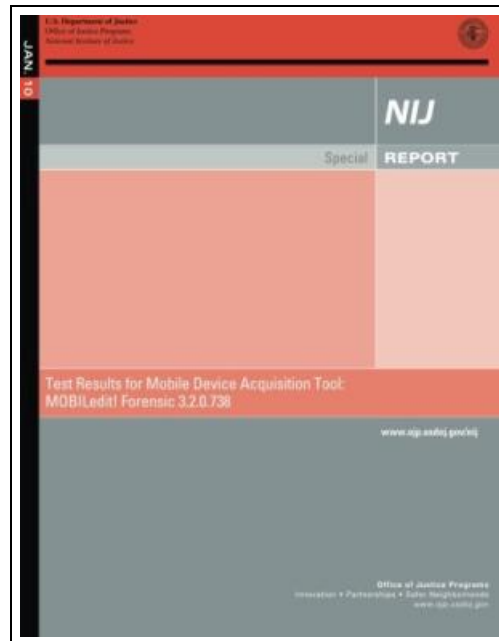 U.S. Department of Justice
Office of Justice Programs
National Institute of Justice
JAN. 10
NIJ
Special REPORT
Test Results for Mobile Device Acquisition Tool:
MOBILedit! Forensic 3.2.0.738
www.ojp.usdoj.gov/nij
Office of Justice Programs
Innovation • Partnerships • Safer Neighborhoods
www.ojp.usdoj.gov